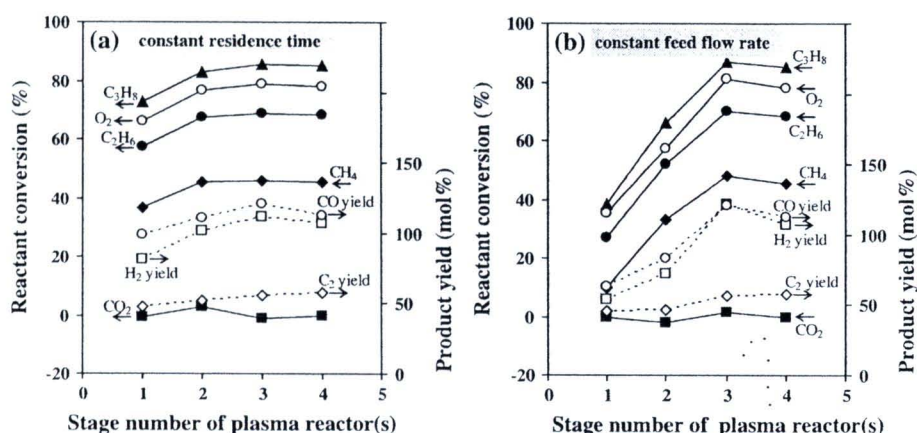 100
80
60
40
20
0
-20
Reactant conversion (%)
(a) constant residence time
C3H8
O2
C2H6
CH4
CO yield
H2 yield
C2 yield
CO2
150
100
50
0
Product yield (mol%)
0 1 2 3 4 5
Stage number of plasma reactor(s)
100
80
60
40
20
0
-20
Reactant conversion (%)
(b) constant feed flow rate
C3H8
O2
C2H6
CH4
CO yield
H2 yield
C2 yield
CO2
150
100
50
0
Product yield (mol%)
0 1 2 3 4 5
Stage number of plasma reactor(s)